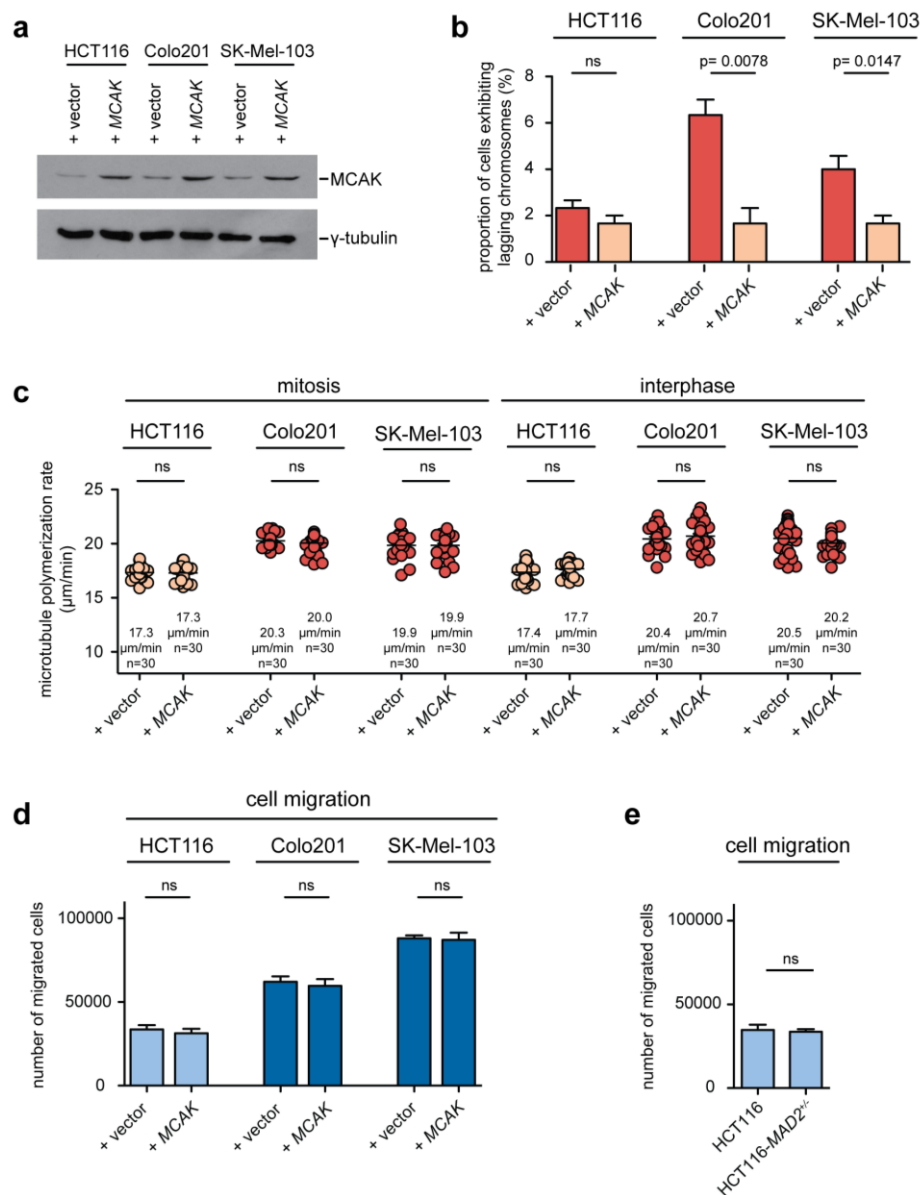 a
HCT116 Colo201 SK-Mel-103
+ vector + MCAK + vector + MCAK + vector + MCAK
MCAK
γ-tubulin
b
HCT116 Colo201 SK-Mel-103
ns p= 0.0078 p= 0.0147
proportion of cells exhibiting
lagging chromosomes (%)
8
6
4
2
0
+ vector + MCAK + vector + MCAK + vector + MCAK
c
mitosis interphase
HCT116 Colo201 SK-Mel-103 HCT116 Colo201 SK-Mel-103
ns ns ns ns ns ns
microtubule polymerization rate
(µm/min)
25
20
15
10
17.3 µm/min n=30
17.3 µm/min n=30
20.3 µm/min n=30
20.0 µm/min n=30
19.9 µm/min n=30
19.9 µm/min n=30
17.4 µm/min n=30
17.7 µm/min n=30
20.4 µm/min n=30
20.7 µm/min n=30
20.5 µm/min n=30
20.2 µm/min n=30
+ vector + MCAK + vector + MCAK + vector + MCAK + vector + MCAK + vector + MCAK + vector + MCAK
d
cell migration
HCT116 Colo201 SK-Mel-103
ns ns ns
number of migrated cells
100000
50000
0
+ vector + MCAK + vector + MCAK + vector + MCAK
e
cell migration
ns
number of migrated cells
100000
50000
0
HCT116 HCT116-MAD2+/-